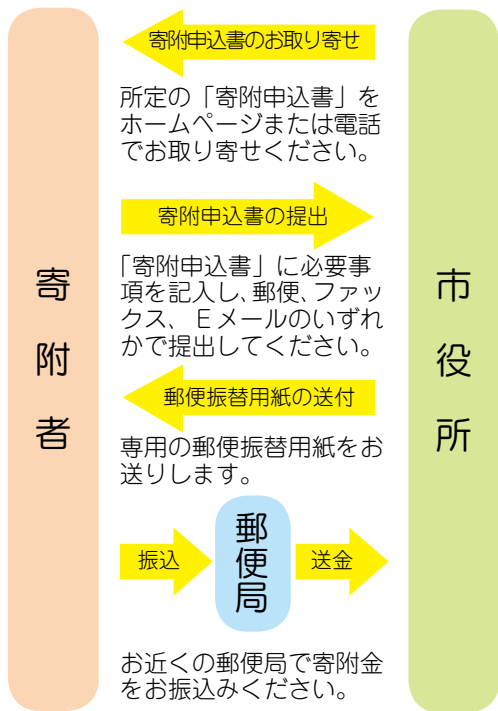 寄附申込書のお取り寄せ
所定の「寄附申込書」を
ホームページまたは電話
でお取り寄せください。
寄附申込書の提出
「寄附申込書」に必要事
項を記入し、郵便、ファッ
クス、Ｅメールのいずれ
かで提出してください。
寄附者
市役所
郵便振替用紙の送付
専用の郵便振替用紙をお
送りします。
振込
郵便局
送金
お近くの郵便局で寄附金
をお振込みください。